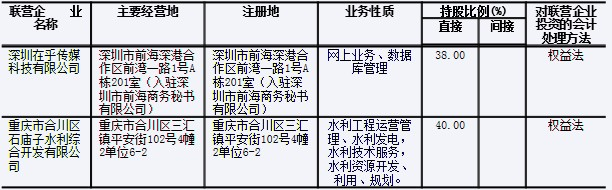 联营企 业
名称
主要经营地
注册地
业务性质
持股比例(%)
直接
间接
对联营企业
投资的会计
处理方法
深圳在乎传媒
科技有限公司
深圳市前海深港合
作区前湾一路1号A
栋201室（入驻深
圳市前海商务秘书
有限公司）
深圳市前海深港合
作区前湾一路1号A
栋201室（入驻深
圳市前海商务秘书
有限公司）
网上业务、数据
库管理
38.00
权益法
重庆市合川区
石庙子水利综
合开发有限公
司
重庆市合川区三汇
镇平安街102号4幢
2单位6-2
重庆市合川区三汇
镇平安街102号4幢
2单位6-2
水利工程运营管
理、水利发电，
水利技术服务，
水利资源开发、
利用、规划。
40.00
权益法